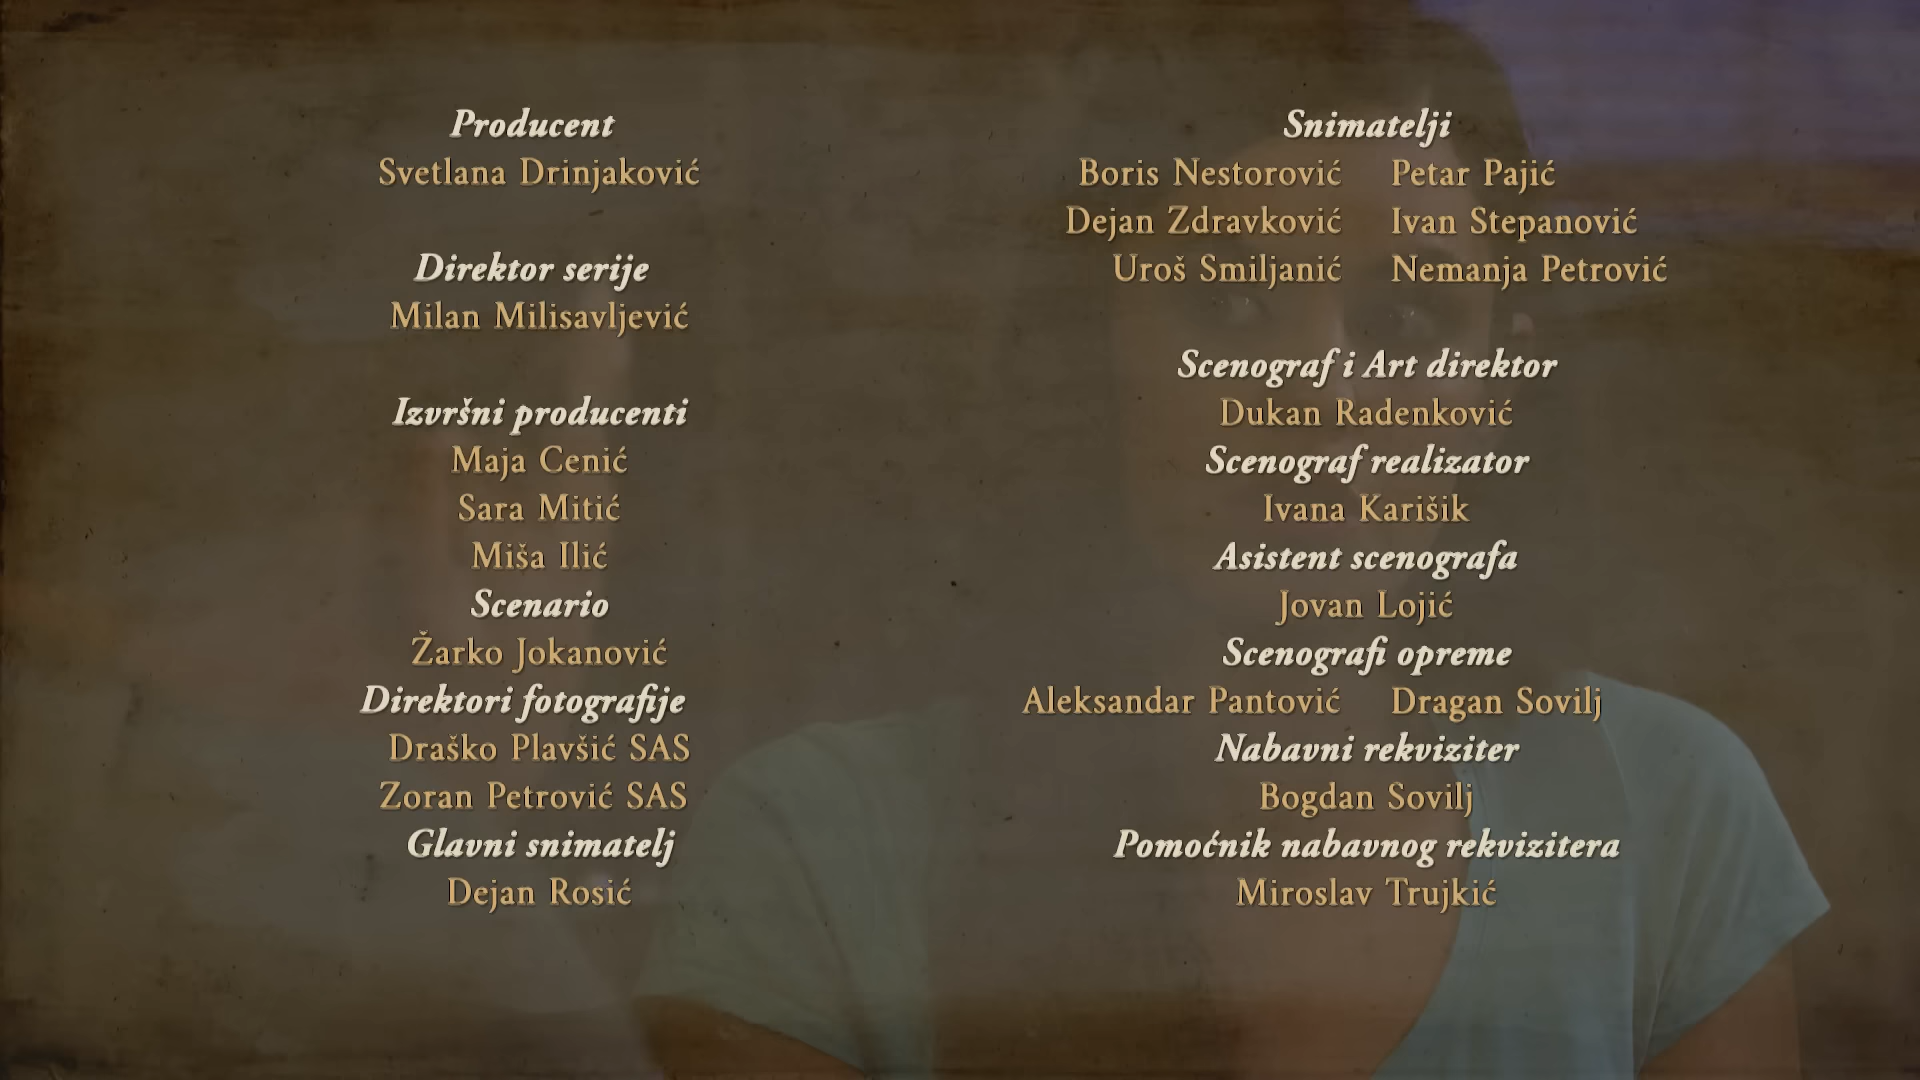 Producent
Svetlana Drinjaković
Direktor serije
Milan Milisavljević
Izvršni producenti
Maja Cenić
Sara Mitić
Miša Ilić
Scenario
Žarko Jokanović
Direktori fotografije
Draško Plavšić SAS
Zoran Petrović SAS
Glavni snimatelj
Dejan Rosić
Snimatelji
Boris Nestorović Petar Pajić
Dejan Zdravković Ivan Stepanović
Uroš Smiljanić Nemanja Petrović
Scenograf i Art direktor
Dukan Radenković
Scenograf realizator
Ivana Karišik
Asistent scenografa
Jovan Lojić
Scenografi opreme
Aleksandar Pantović Dragan Sovilj
Nabavni rekviziter
Bogdan Sovilj
Pomoćnik nabavnog rekvizitera
Miroslav Trujkić